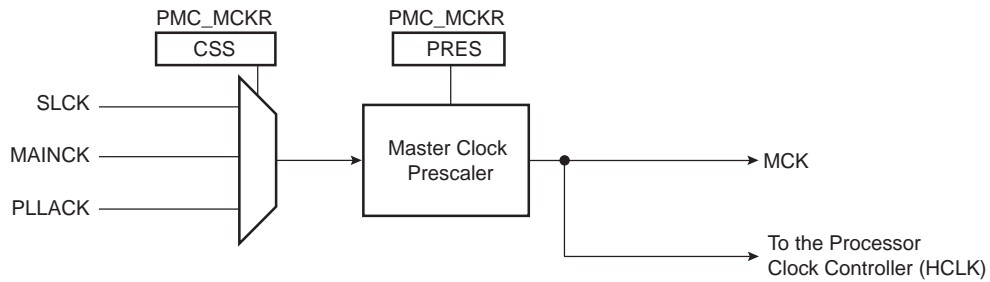 PMC_MCKR
CSS
PMC_MCKR
PRES
SLCK
MAINCK
PLLACK
Master Clock
Prescaler
MCK
To the Processor
Clock Controller (HCLK)